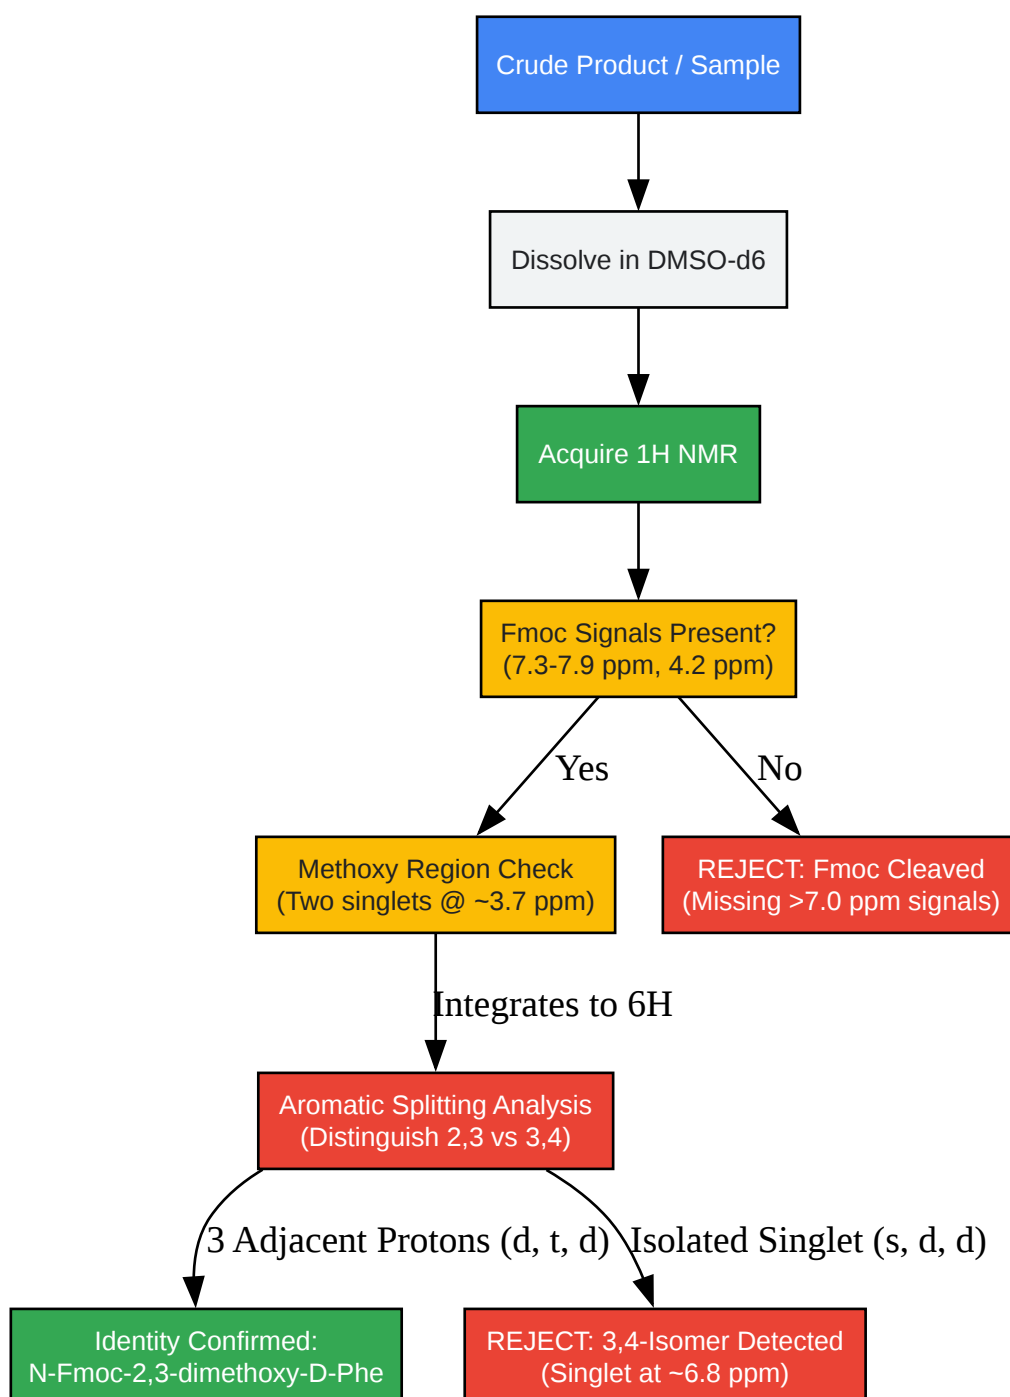 Crude Product / Sample
Dissolve in DMSO-d6
Acquire 1H NMR
Fmoc Signals Present?
(7.3-7.9 ppm, 4.2 ppm)
Yes
No
Methoxy Region Check
(Two singlets @ ~3.7 ppm)
REJECT: Fmoc Cleaved
(Missing >7.0 ppm signals)
Integrates to 6H
Aromatic Splitting Analysis
(Distinguish 2,3 vs 3,4)
3 Adjacent Protons (d, t, d)
Isolated Singlet (s, d, d)
Identity Confirmed:
N-Fmoc-2,3-dimethoxy-D-Phe
REJECT: 3,4-Isomer Detected
(Singlet at ~6.8 ppm)